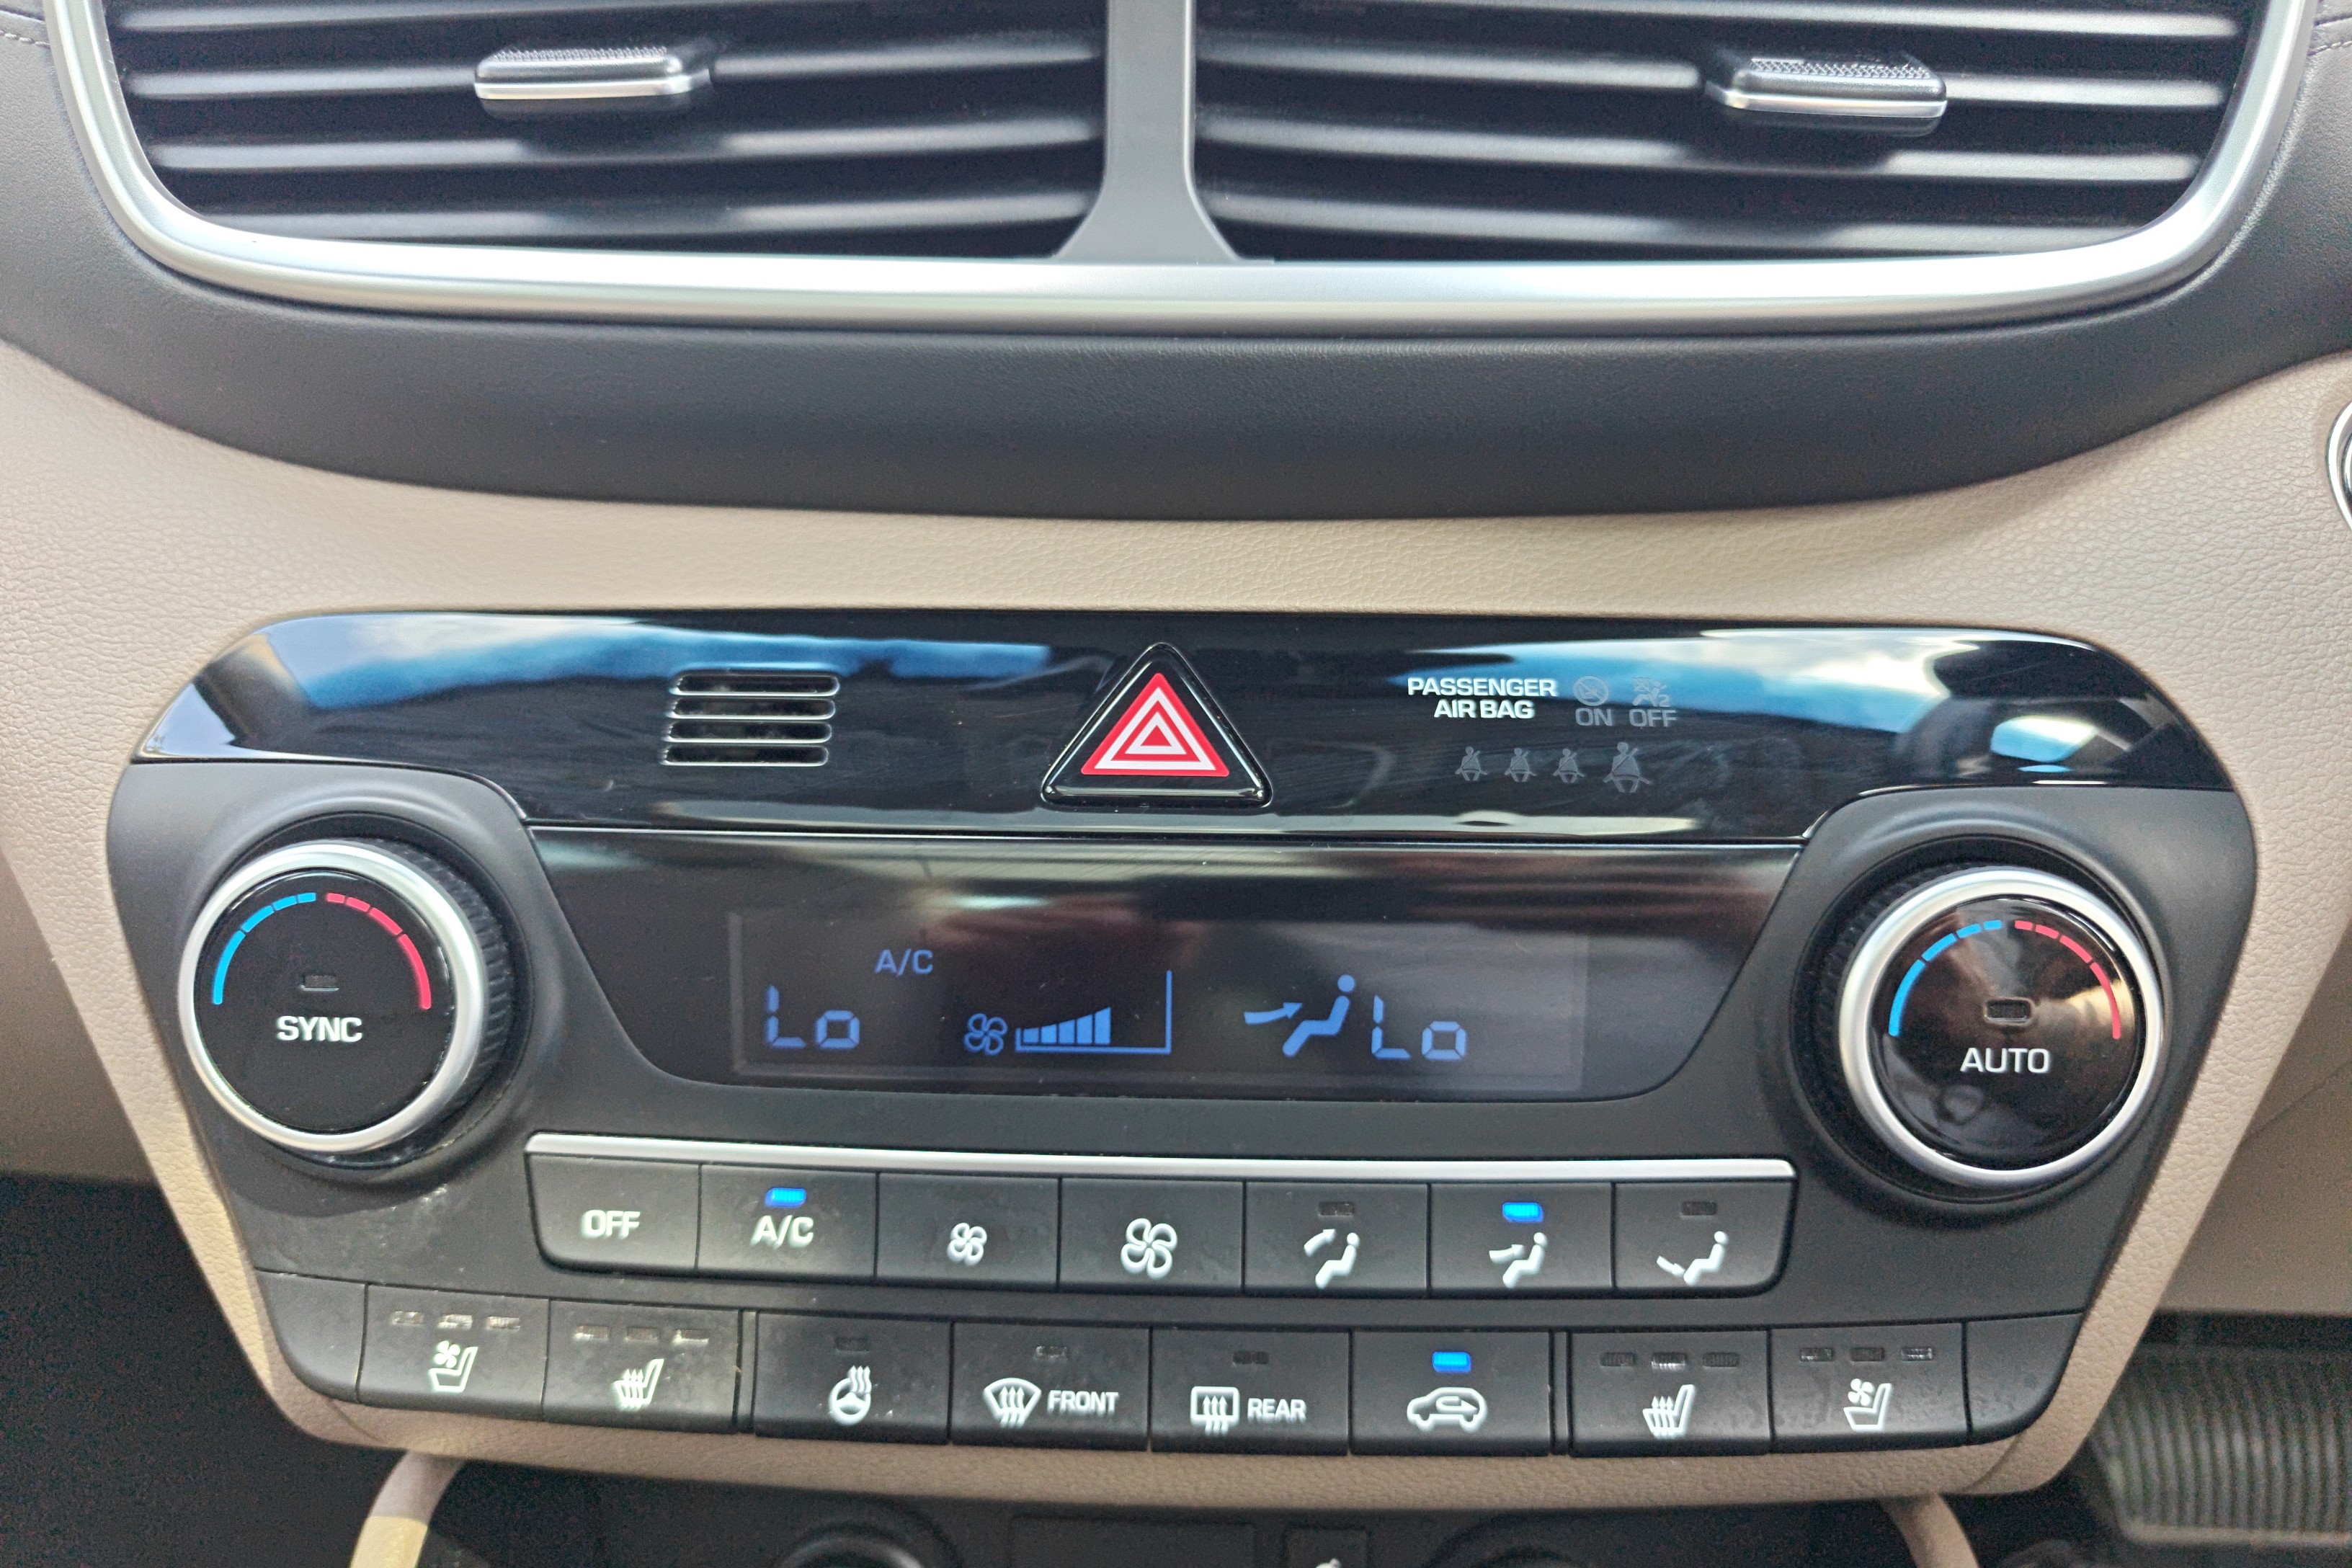 PASSENGER
AIR BAG
ON OFF
A/C
Lo
Lo
SYNC
AUTO
OFF
A/C
FRONT
REAR